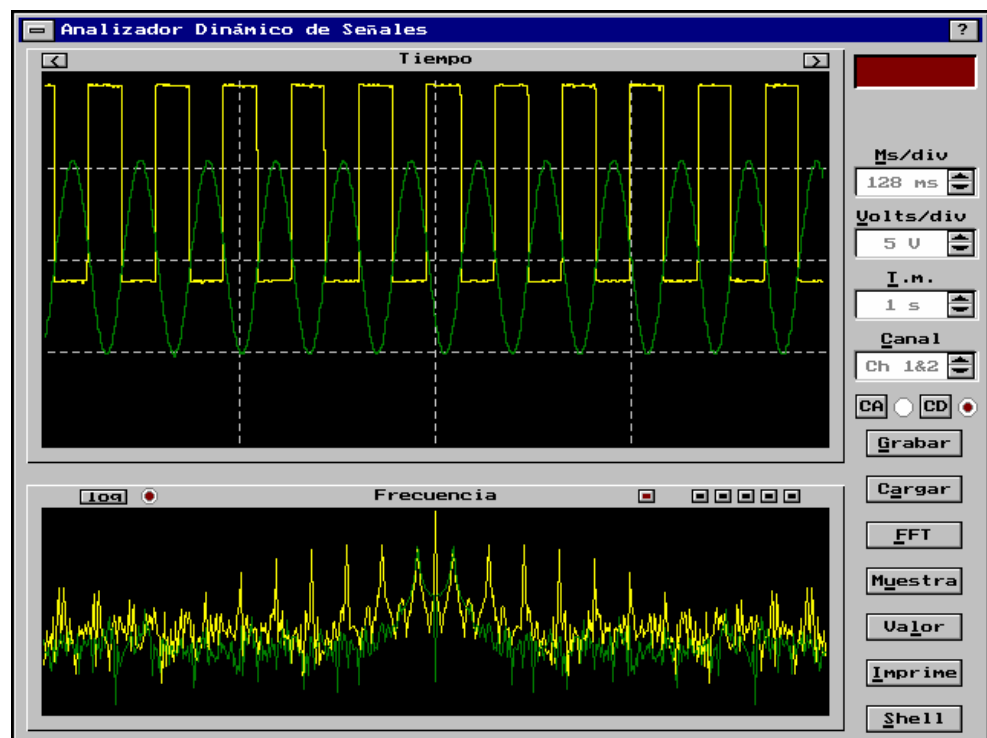 Analizador Dinámico de Señales ?
< Tiempo >
Ms/div
128 ms
Volts/div
5 V
T.m.
1 s
Canal
Ch 1&2
CA CD
Grabar
Cargar
FFT
Muestra
Valor
Imprime
Shell
log Frecuencia